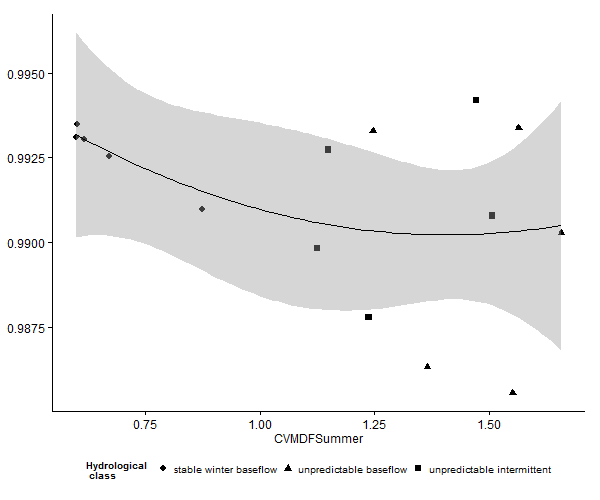 0.9950
0.9925
0.9900
0.9875
0.75 1.00 1.25 1.50
CVMDFSummer
Hydrological
class
stable winter baseflow unpredictable baseflow unpredictable intermittent